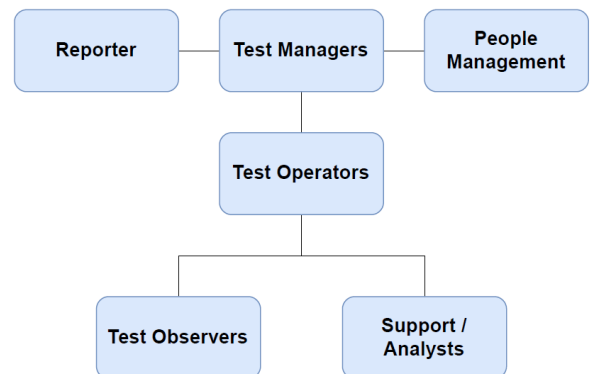 Reporter
Test Managers
People
Management
Test Operators
Test Observers
Support /
Analysts